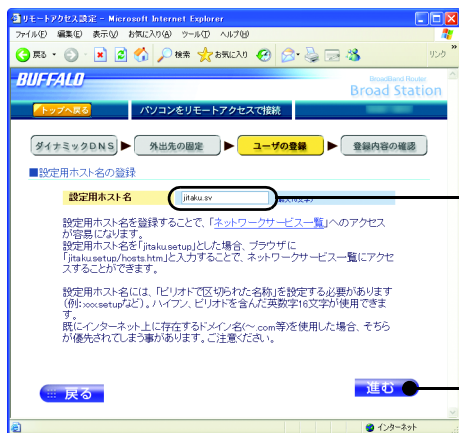 リモートアクセス設定 - Microsoft Internet Explorer
ファイル(F) 編集(E) 表示(V) お気に入り(A) ツール(T) ヘルプ(H)
戻る 検索 お気に入り リンク »
BUFFALO
BroadBand Router
Broad Station
トップへ戻る パソコンをリモートアクセスで接続
ダイナミックDNS 外出先の固定 ユーザの登録 登録内容の確認
■設定用ホスト名の登録
設定用ホスト名 jitaku.sv
設定用ホスト名を登録することで、「ネットワークサービス一覧」へのアクセス
が容易になります。
設定用ホスト名を「jitaku.setup」とした場合、ブラウザに
「jitaku.setup/hosts.htm」と入力することで、ネットワークサービス一覧にアクセ
スすることができます。
設定用ホスト名には、「ピリオドで区切られた名称」を設定する必要があります
(例:xxx.setupなど)。ハイフン、ピリオドを含んだ英数字16文字が使用できま
す。
既にインターネット上に存在するドメイン名(~.com等)を使用した場合、そちら
が優先されてしまう事があります。ご注意ください。
戻る 進む
インターネット